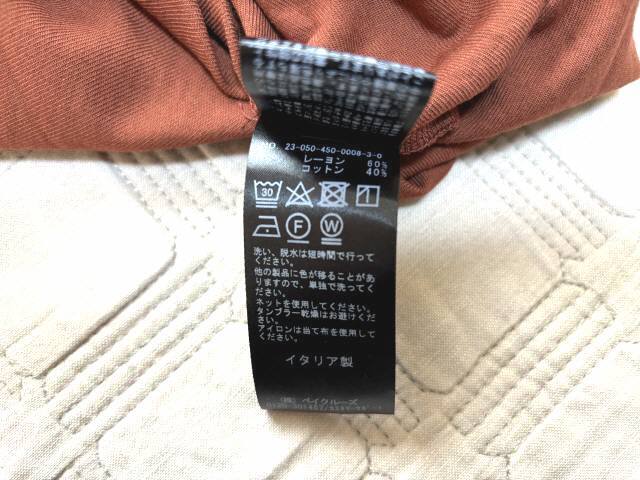 NO. 23-050-450-0008-3-0
レーヨン 60%
コットン 40%
30
F W
洗い、脱水は短時間で行って
ください。
他の製品に色が移ることがあ
りますので、単独で洗ってく
ださい。
ネットを使用してください。
タンブラー乾燥はお避けくだ
さい。
アイロンは当て布を使用して
ください。
イタリア製
(株) ベイクルーズ